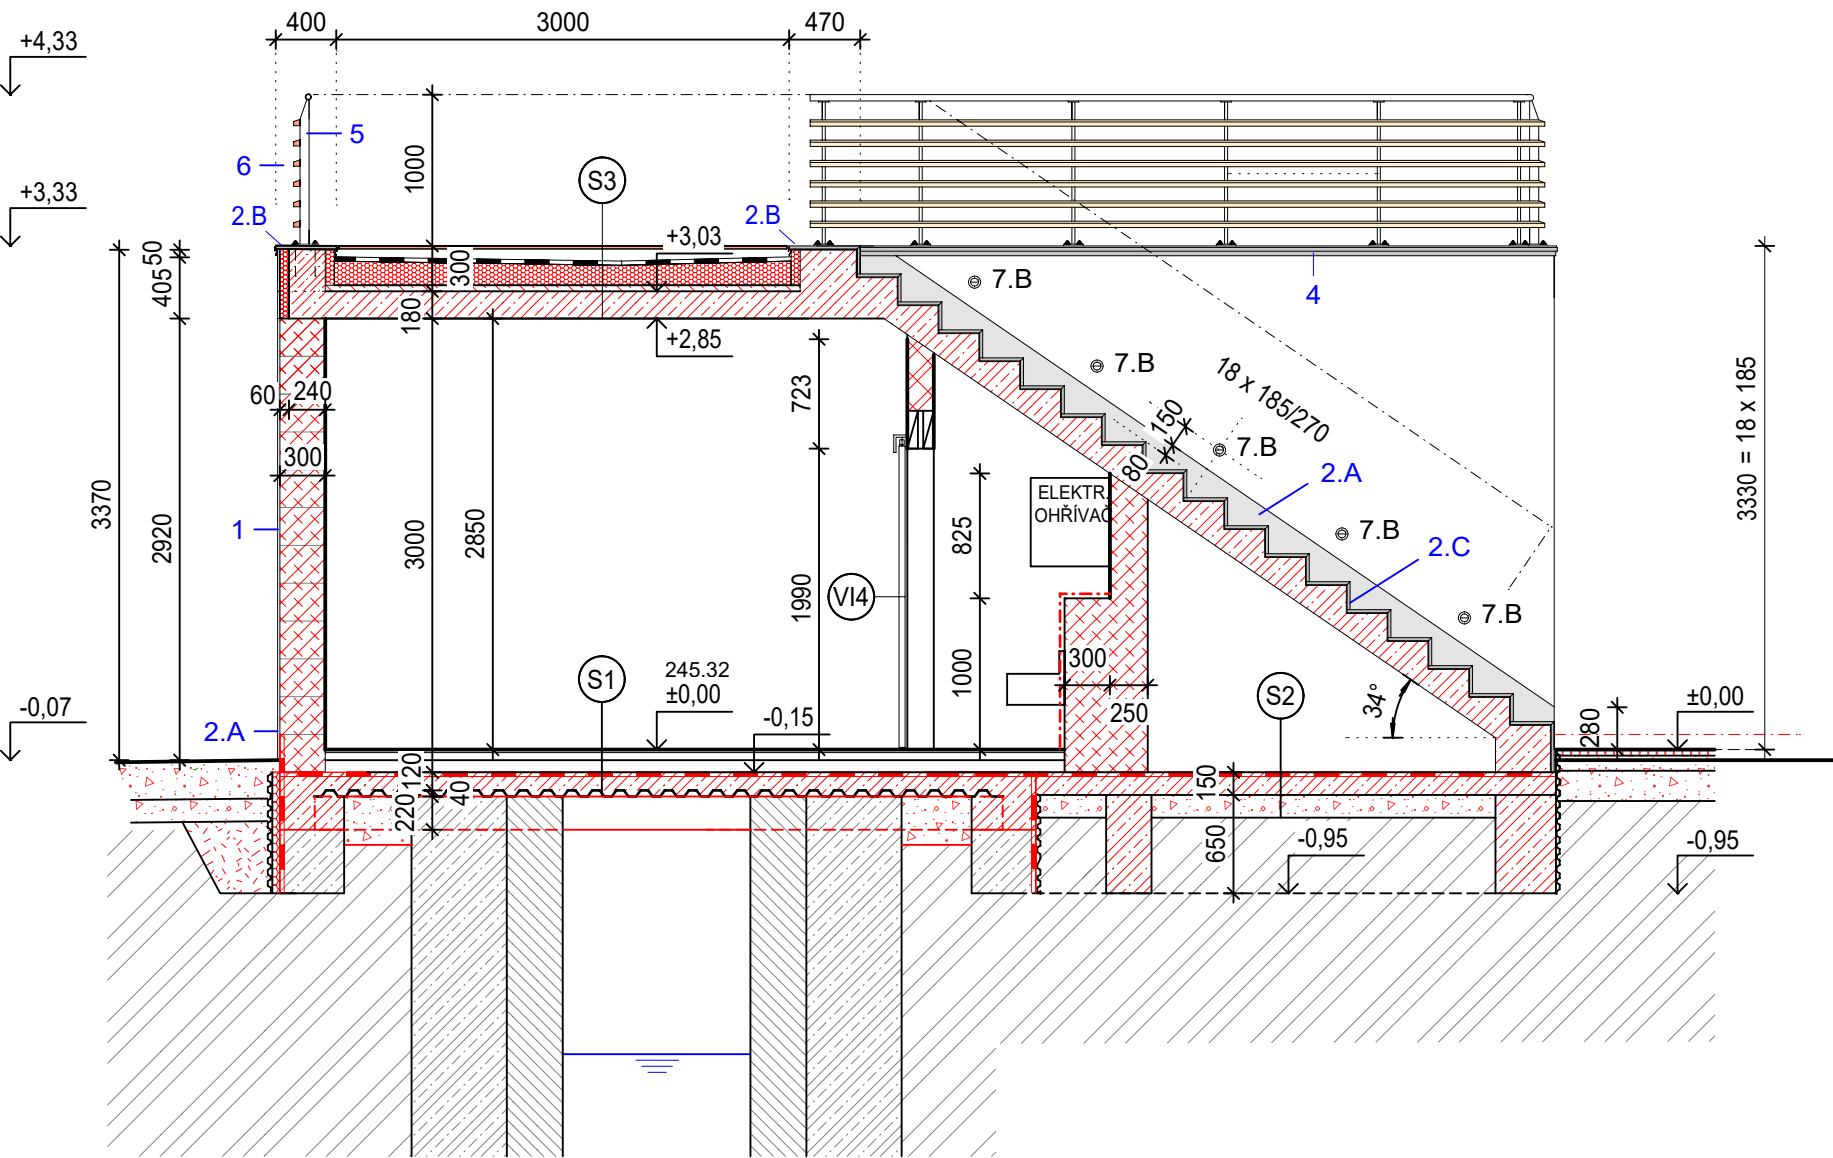 400 3000 470
+4,33
5
6
1000
S3
+3,33
2.B
2.B
+3,03
50
405
300
180
+2,85
7.B
4
7.B
18 x 185/270
150
7.B
80
2.A
3330 = 18 x 185
60 240
723
300
3370
2920
1
3000
2850
825
ELEKTR.
OHŘÍVAČ
1990
VI4
7.B
2.C
7.B
1000
300
250
S1
245.32
±0,00
-0,15
S2
34°
280
±0,00
-0,07
2.A
120
40
220
150
650
-0,95
-0,95